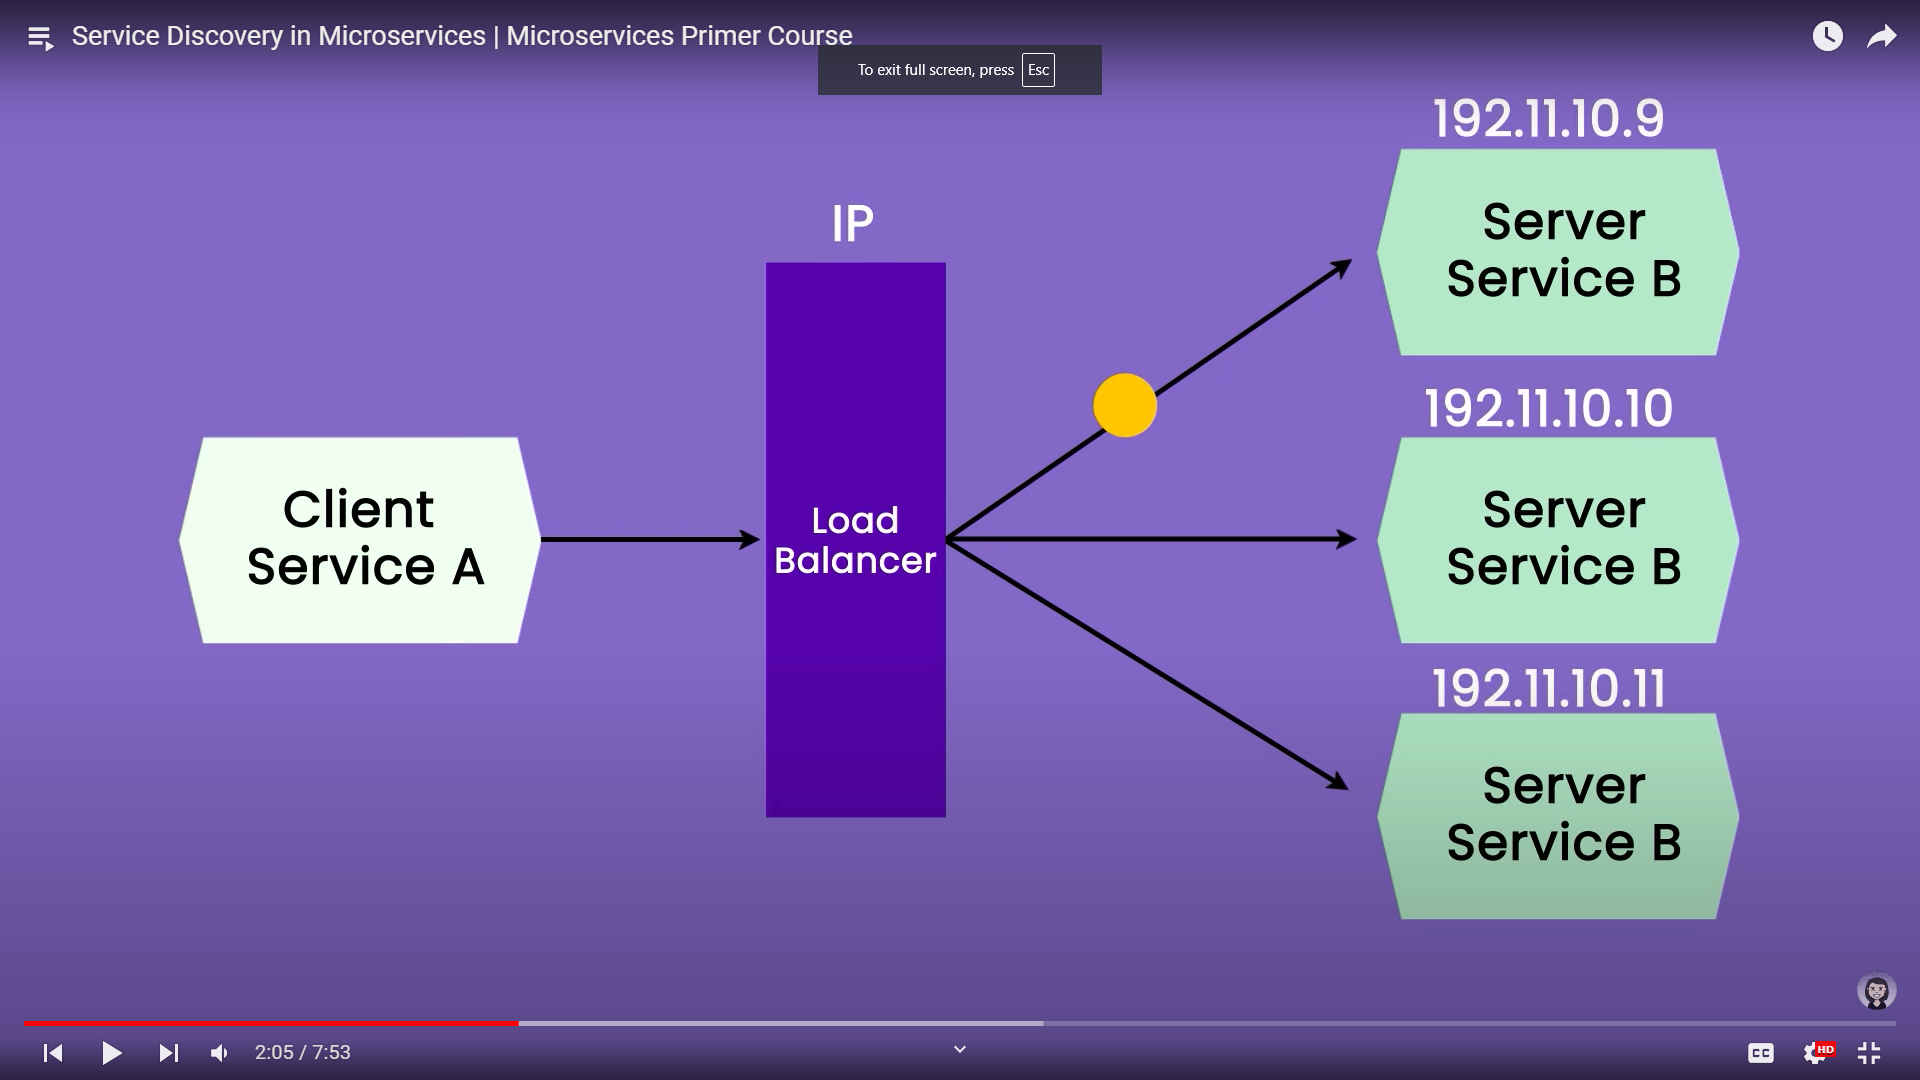 Service Discovery in Microservices | Microservices Primer Course
To exit full screen, press Esc
192.11.10.9
Server
Service B
IP
192.11.10.10
Client
Service A
Load
Balancer
Server
Service B
192.11.10.11
Server
Service B
2:05 / 7:53
CC
HD